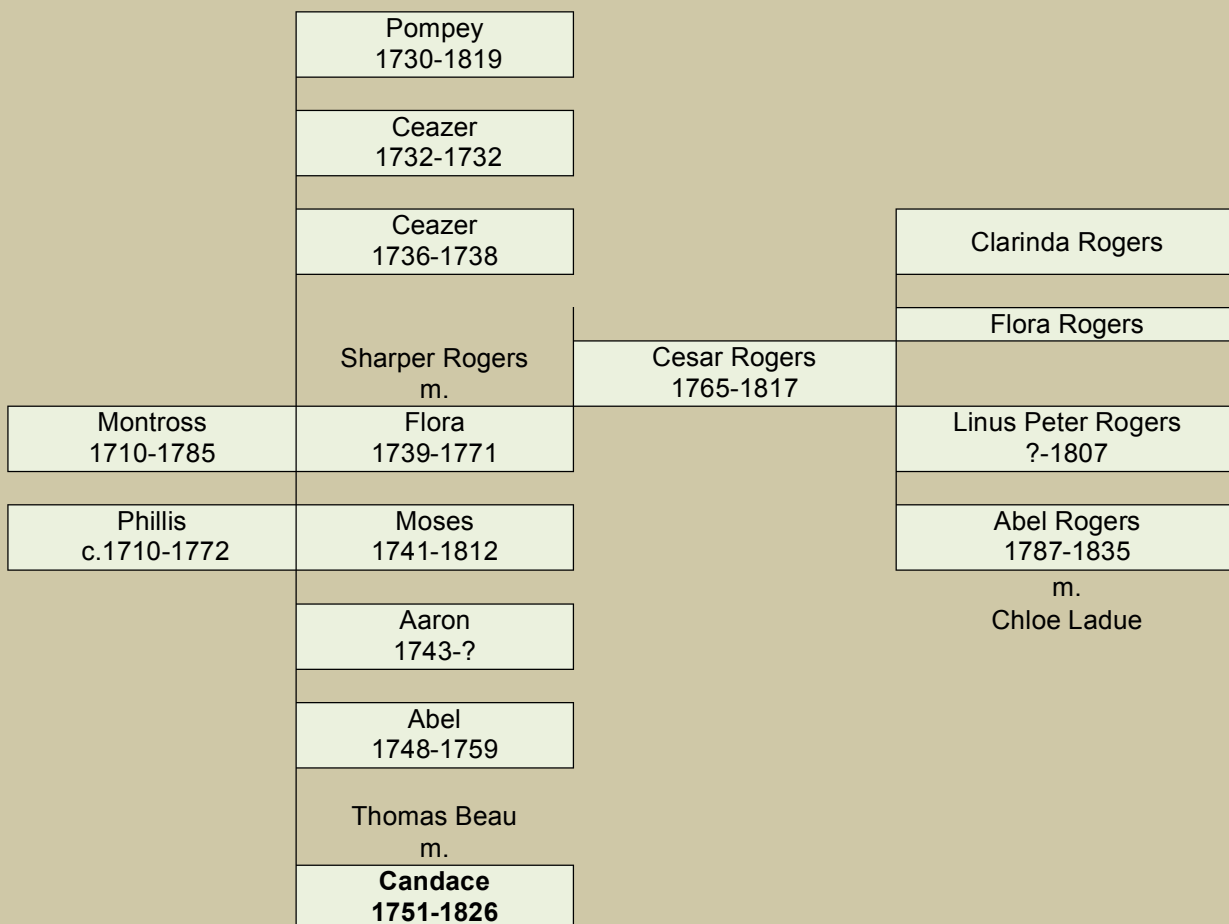 Pompey
1730-1819
Ceazer
1732-1732
Ceazer
1736-1738
Clarinda Rogers
Flora Rogers
Sharper Rogers
m.
Cesar Rogers
1765-1817
Montross
1710-1785
Flora
1739-1771
Linus Peter Rogers
?-1807
Phillis
c.1710-1772
Moses
1741-1812
Abel Rogers
1787-1835
m.
Chloe Ladue
Aaron
1743-?
Abel
1748-1759
Thomas Beau
m.
Candace
1751-1826